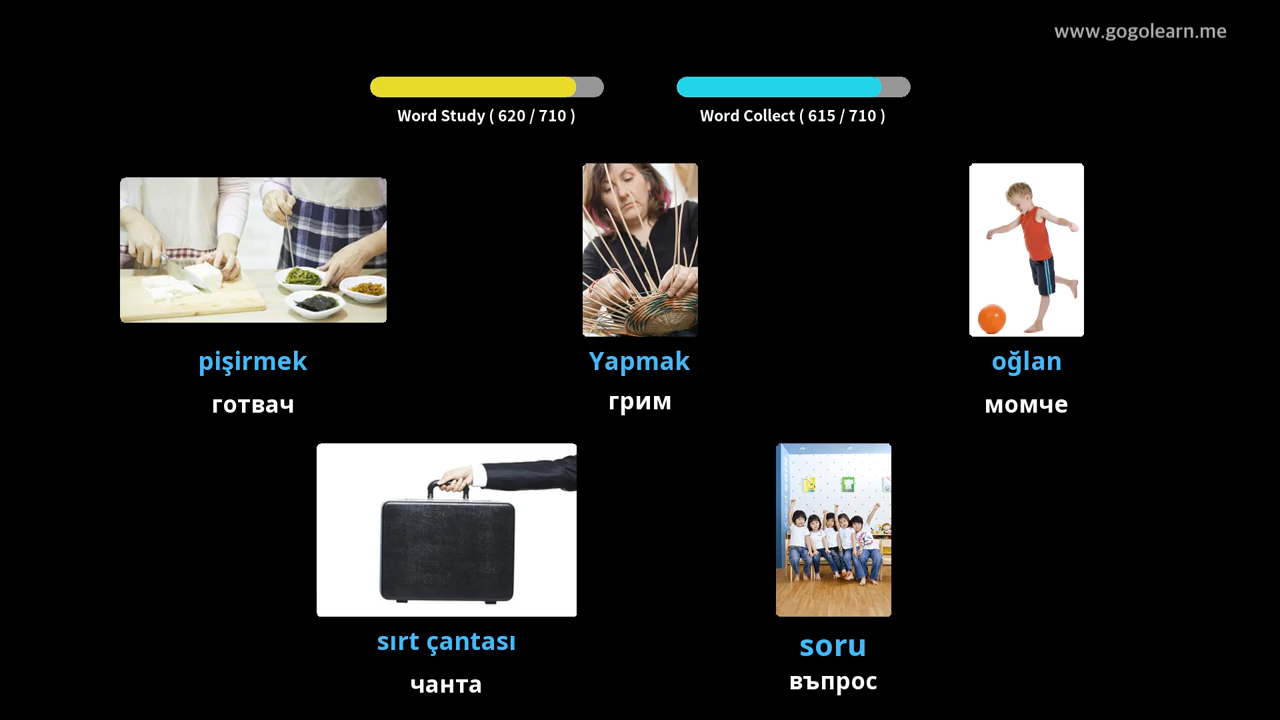 www.gogolearn.me
Word Study ( 620 / 710 )
Word Collect ( 615 / 710 )
pişirmek
готвач
Yapmak
грим
oğlan
момче
sırt çantası
чанта
soru
въпрос